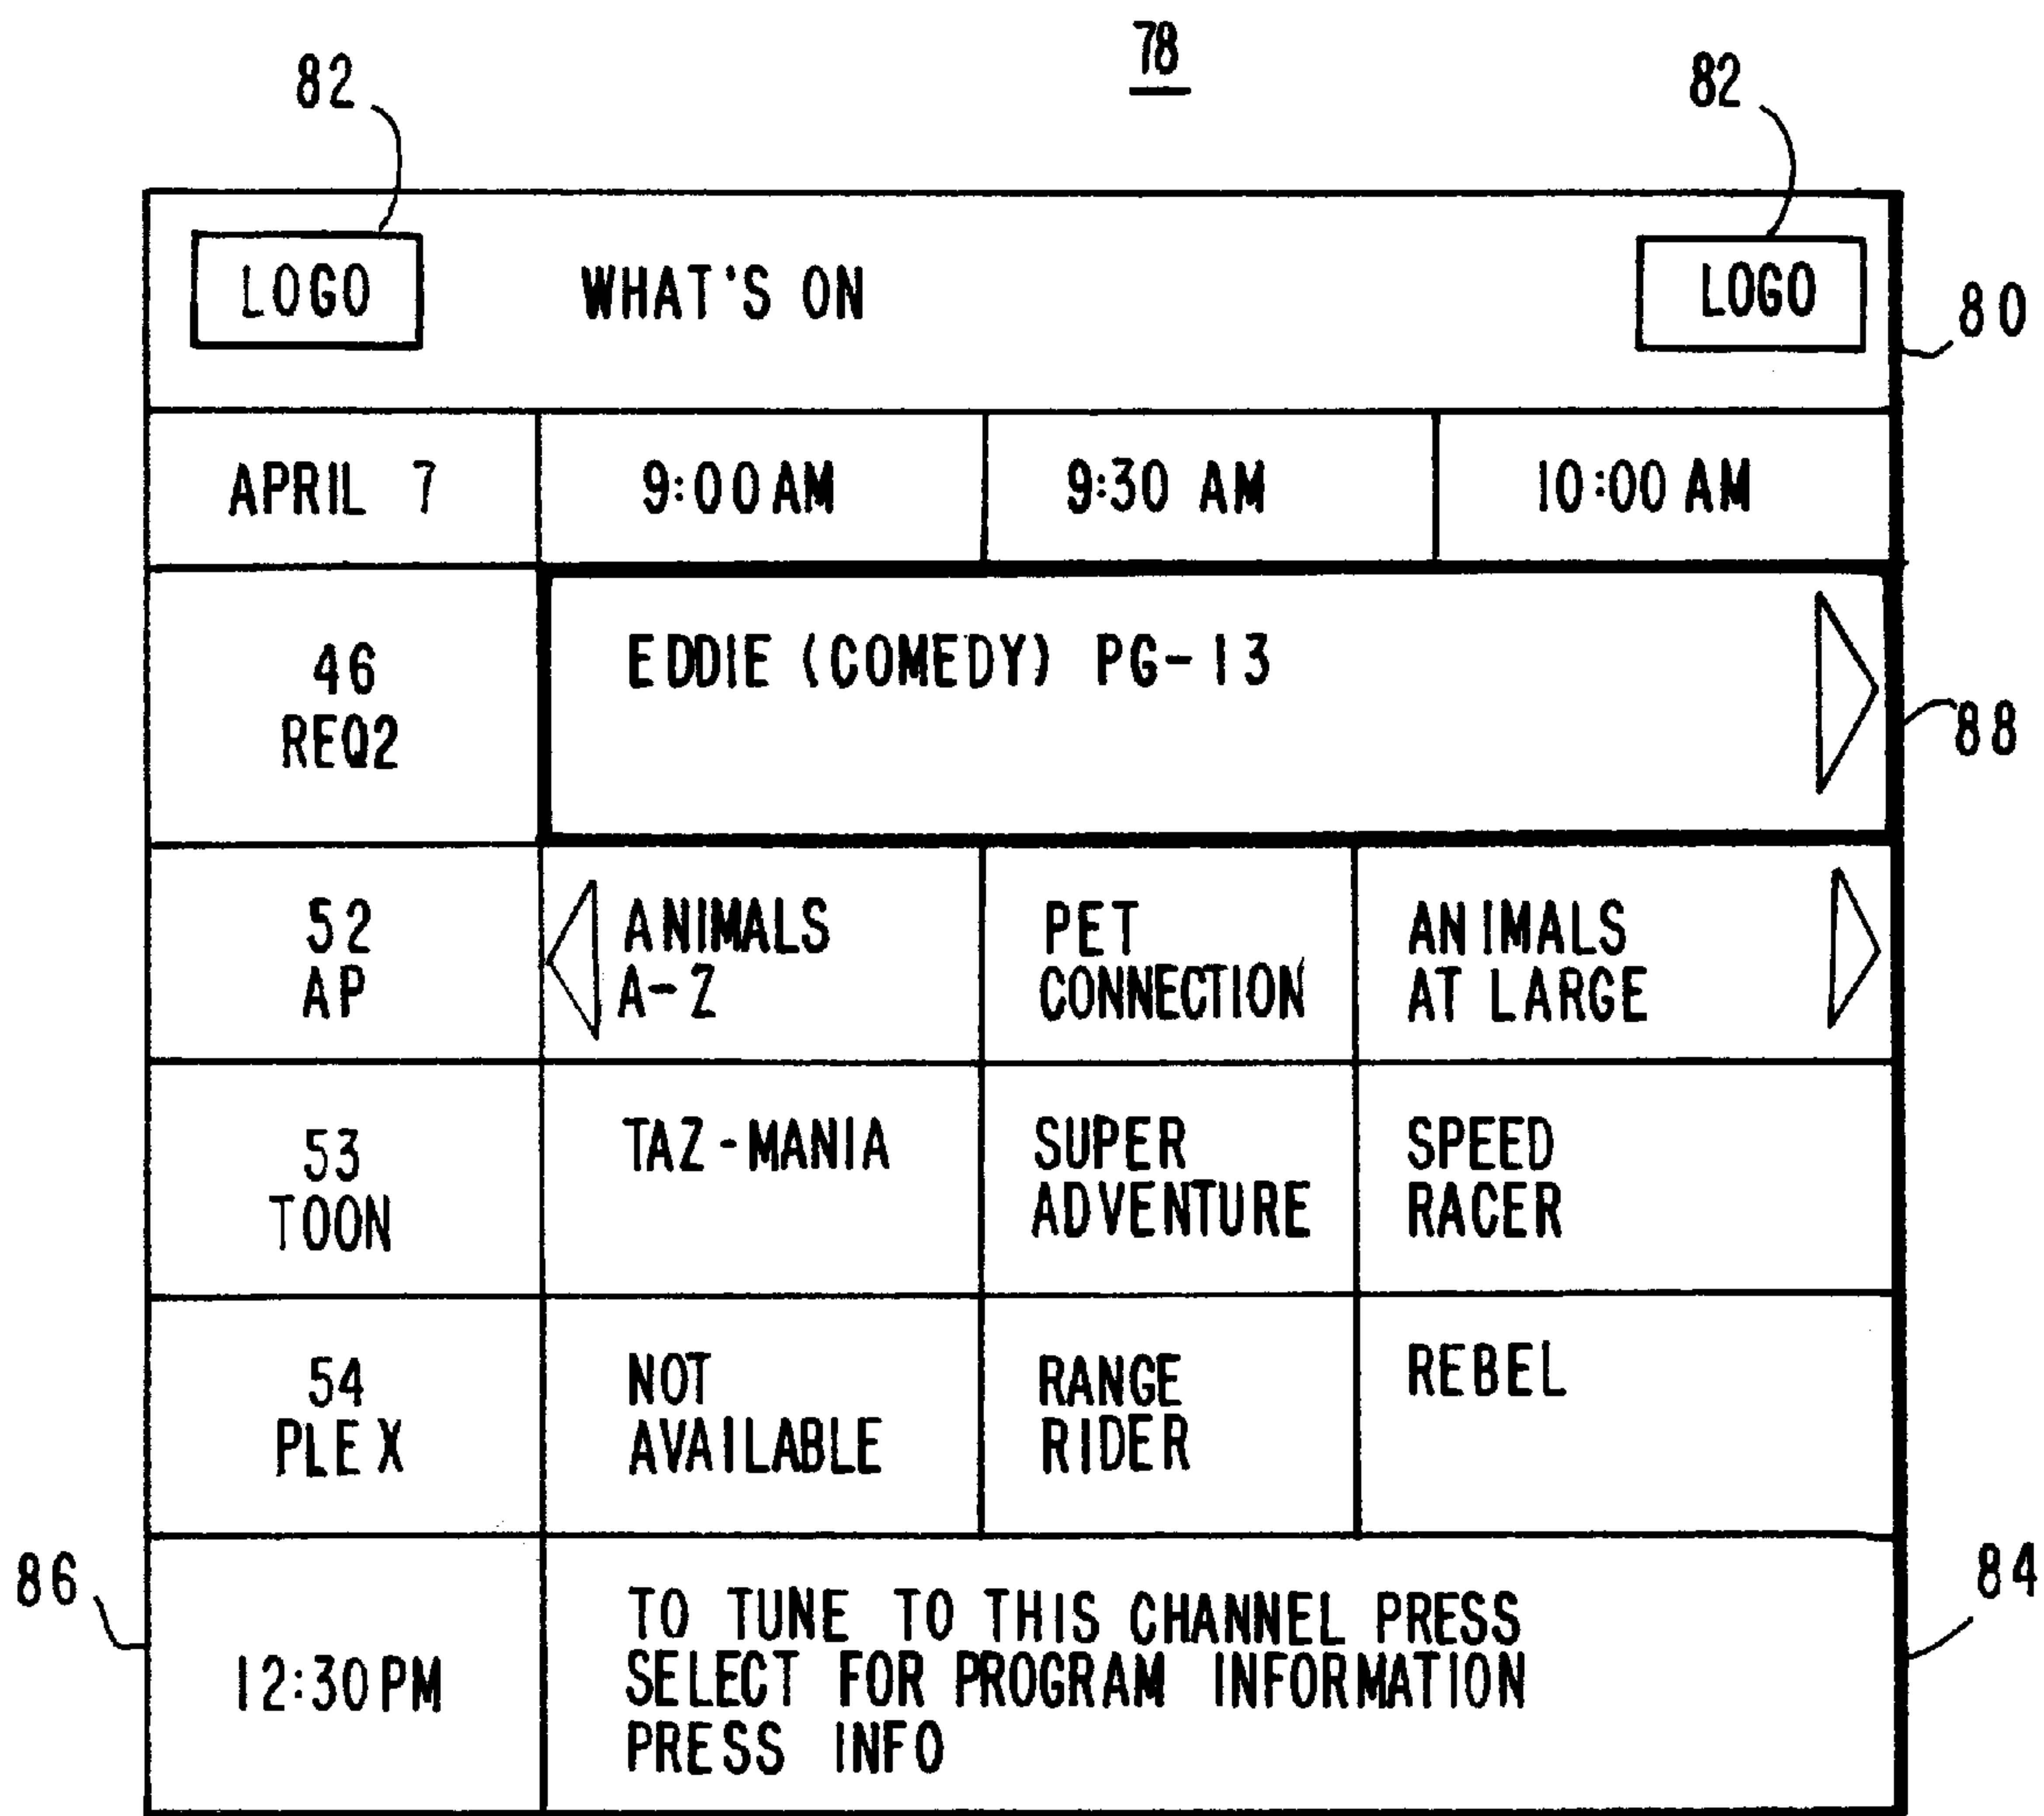 78
82
82
LOGO
WHAT'S ON
LOGO
80
APRIL 7
9:00 AM
9:30 AM
10:00 AM
46
REQ2
EDDIE (COMEDY) PG-13
88
52
AP
ANIMALS
A-Z
PET
CONNECTION
ANIMALS
AT LARGE
53
TOON
TAZ-MANIA
SUPER
ADVENTURE
SPEED
RACER
54
PLEX
NOT
AVAILABLE
RANGE
RIDER
REBEL
86
12:30 PM
TO TUNE TO THIS CHANNEL PRESS
SELECT FOR PROGRAM INFORMATION
PRESS INFO
84